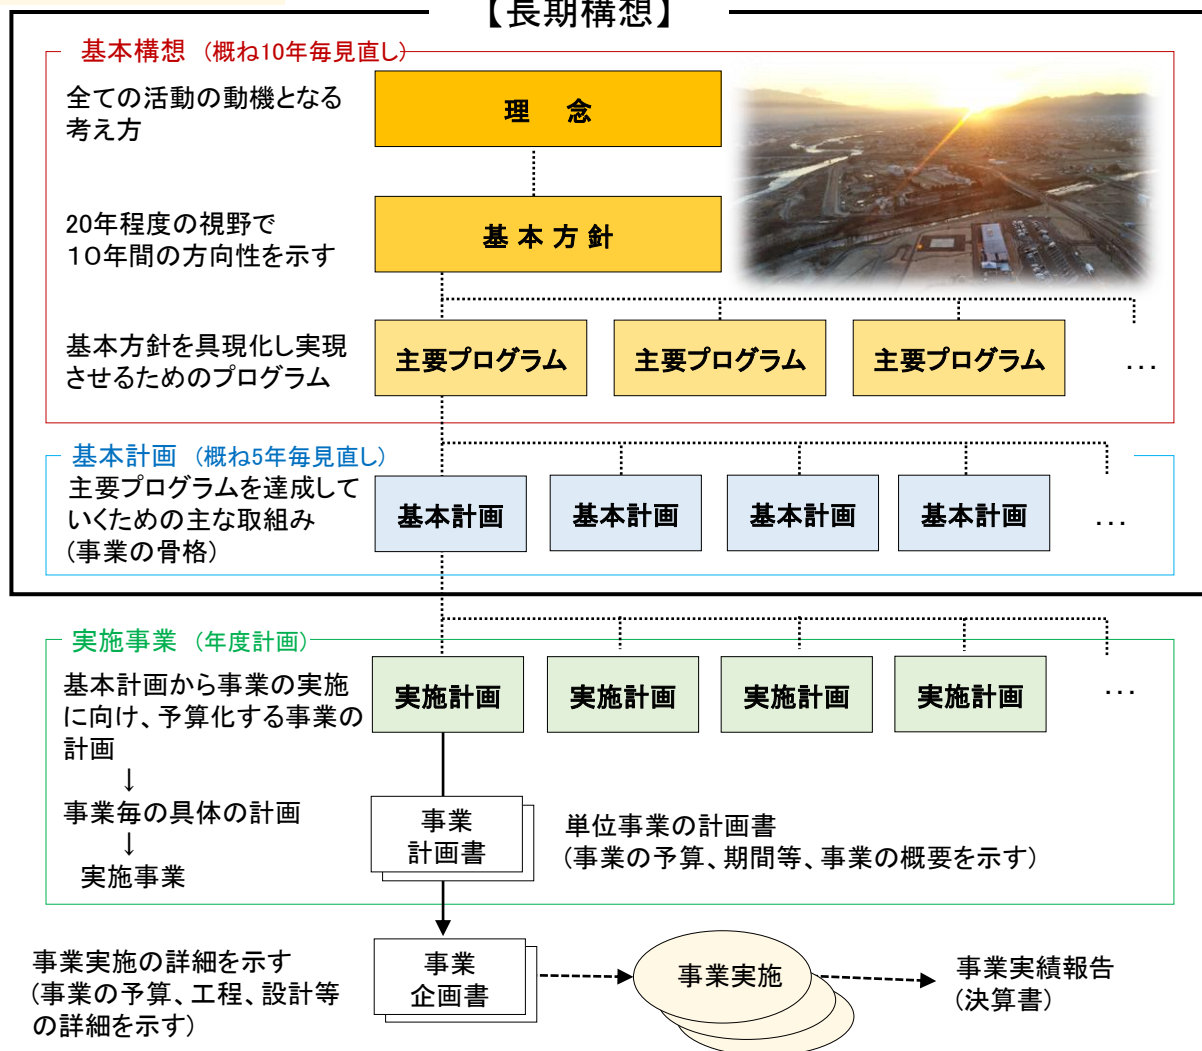 【長期構想】
基本構想 (概ね10年毎見直し)
全ての活動の動機となる
考え方
理 念
20年程度の視野で
10年間の方向性を示す
基本方針
基本方針を具現化し実現
させるためのプログラム
主要プログラム
主要プログラム
主要プログラム
…
基本計画 (概ね5年毎見直し)
主要プログラムを達成して
いくための主な取組み
(事業の骨格)
基本計画
基本計画
基本計画
基本計画
…
実施事業 (年度計画)
基本計画から事業の実施
に向け、予算化する事業の
計画
↓
事業毎の具体の計画
↓
実施事業
実施計画
実施計画
実施計画
実施計画
…
事業
計画書
単位事業の計画書
(事業の予算、期間等、事業の概要を示す)
事業実施の詳細を示す
(事業の予算、工程、設計等
の詳細を示す)
事業
企画書
事業実施
事業実績報告
(決算書)